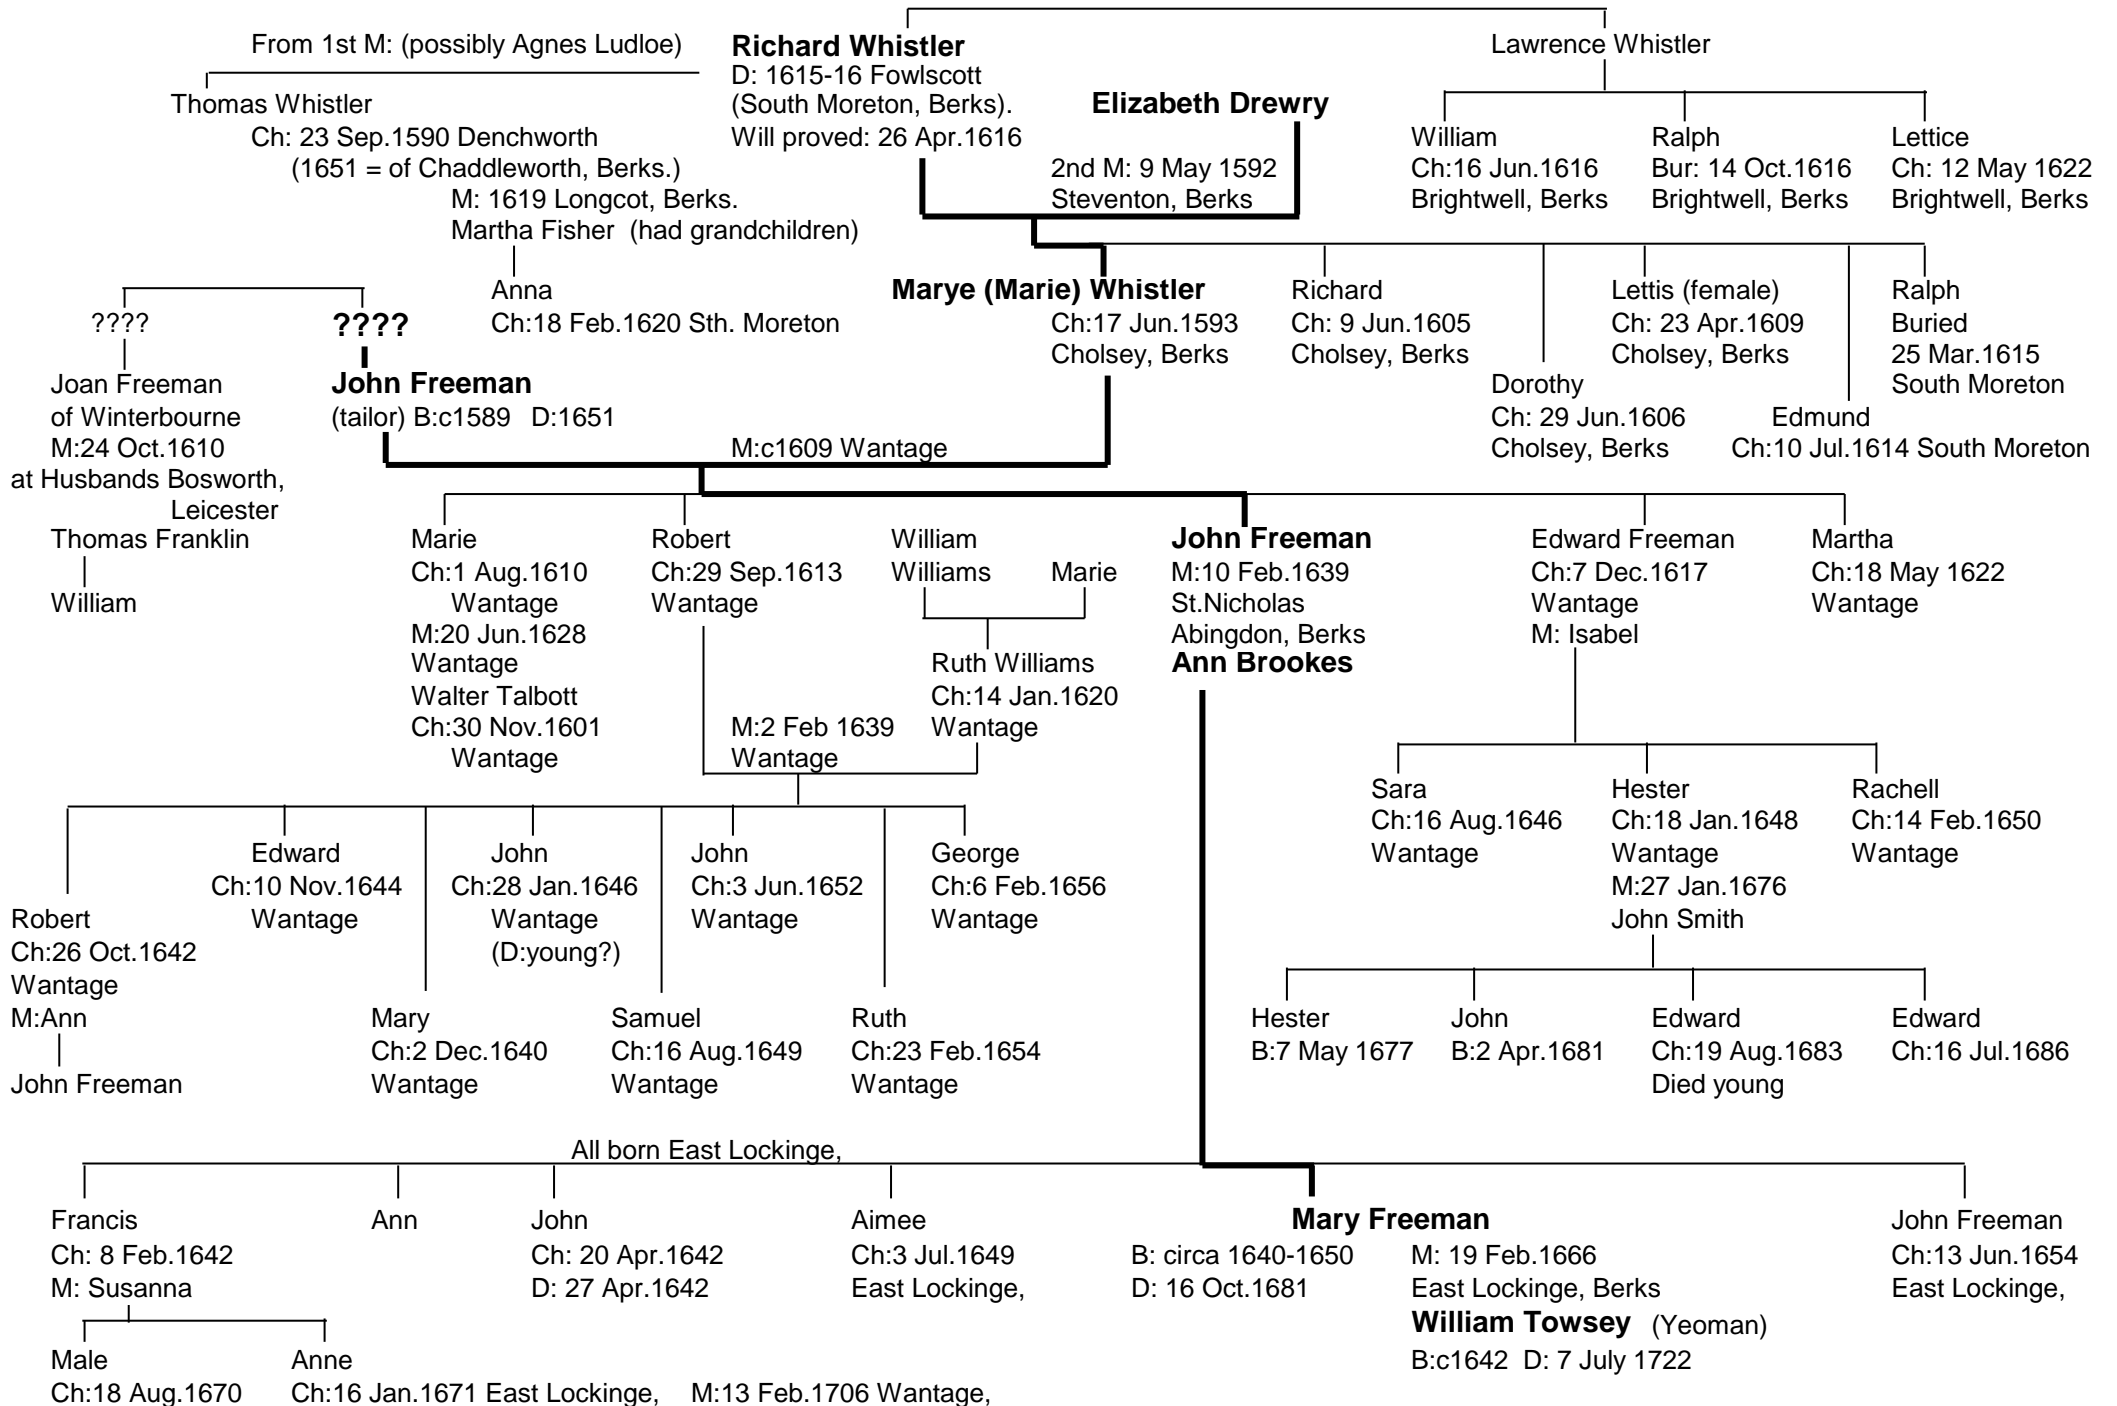 From 1st M: (possibly Agnes Ludloe)
Richard Whistler
D: 1615-16 Fowlscott
(South Moreton, Berks).
Will proved: 26 Apr.1616
Lawrence Whistler
Thomas Whistler
Ch: 23 Sep.1590 Denchworth
(1651 = of Chaddleworth, Berks.)
M: 1619 Longcot, Berks.
Martha Fisher (had grandchildren)
Elizabeth Drewry
2nd M: 9 May 1592
Steventon, Berks
William
Ch:16 Jun.1616
Brightwell, Berks
Ralph
Bur: 14 Oct.1616
Brightwell, Berks
Lettice
Ch: 12 May 1622
Brightwell, Berks
????
????
Anna
Ch:18 Feb.1620 Sth. Moreton
Marye (Marie) Whistler
Ch:17 Jun.1593
Cholsey, Berks
Richard
Ch: 9 Jun.1605
Cholsey, Berks
Lettis (female)
Ch: 23 Apr.1609
Cholsey, Berks
Ralph
Buried
25 Mar.1615
South Moreton
Joan Freeman
of Winterbourne
M:24 Oct.1610
at Husbands Bosworth,
Leicester
Thomas Franklin
William
John Freeman
(tailor) B:c1589 D:1651
M:c1609 Wantage
Dorothy
Ch: 29 Jun.1606
Cholsey, Berks
Edmund
Ch:10 Jul.1614 South Moreton
Marie
Ch:1 Aug.1610
Wantage
M:20 Jun.1628
Wantage
Walter Talbott
Ch:30 Nov.1601
Wantage
Robert
Ch:29 Sep.1613
Wantage
William
Williams
Marie
Ruth Williams
Ch:14 Jan.1620
Wantage
M:2 Feb 1639
Wantage
John Freeman
M:10 Feb.1639
St.Nicholas
Abingdon, Berks
Ann Brookes
Edward Freeman
Ch:7 Dec.1617
Wantage
M: Isabel
Martha
Ch:18 May 1622
Wantage
Sara
Ch:16 Aug.1646
Wantage
Hester
Ch:18 Jan.1648
Wantage
M:27 Jan.1676
John Smith
Rachell
Ch:14 Feb.1650
Wantage
Edward
Ch:10 Nov.1644
Wantage
John
Ch:28 Jan.1646
Wantage
(D:young?)
John
Ch:3 Jun.1652
Wantage
George
Ch:6 Feb.1656
Wantage
Robert
Ch:26 Oct.1642
Wantage
M:Ann
John Freeman
Mary
Ch:2 Dec.1640
Wantage
Samuel
Ch:16 Aug.1649
Wantage
Ruth
Ch:23 Feb.1654
Wantage
Hester
B:7 May 1677
John
B:2 Apr.1681
Edward
Ch:19 Aug.1683
Died young
Edward
Ch:16 Jul.1686
All born East Lockinge,
Francis
Ch: 8 Feb.1642
M: Susanna
Ann
John
Ch: 20 Apr.1642
D: 27 Apr.1642
Aimee
Ch:3 Jul.1649
East Lockinge,
Mary Freeman
B: circa 1640-1650
D: 16 Oct.1681
M: 19 Feb.1666
East Lockinge, Berks
William Towsey (Yeoman)
B:c1642 D: 7 July 1722
John Freeman
Ch:13 Jun.1654
East Lockinge,
Male
Ch:18 Aug.1670
Anne
Ch:16 Jan.1671 East Lockinge, M:13 Feb.1706 Wantage,